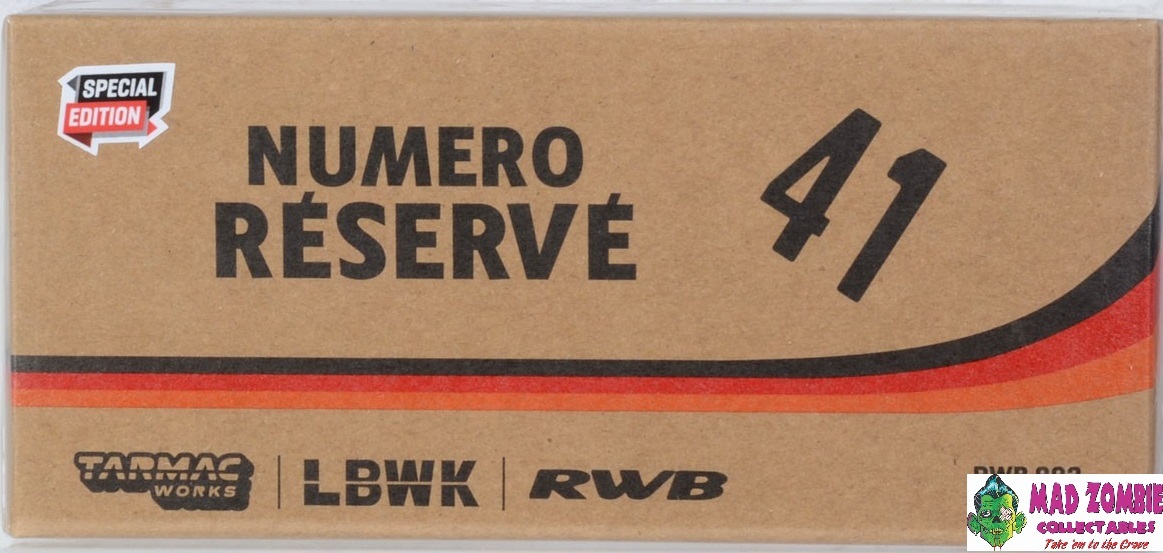 SPECIAL
EDITION
NUMERO
RÉSERVÉ
41
TARMAC
WORKS
LBWK
RWB
MAD ZOMBIE
COLLECTABLES
Take 'em to the Grave